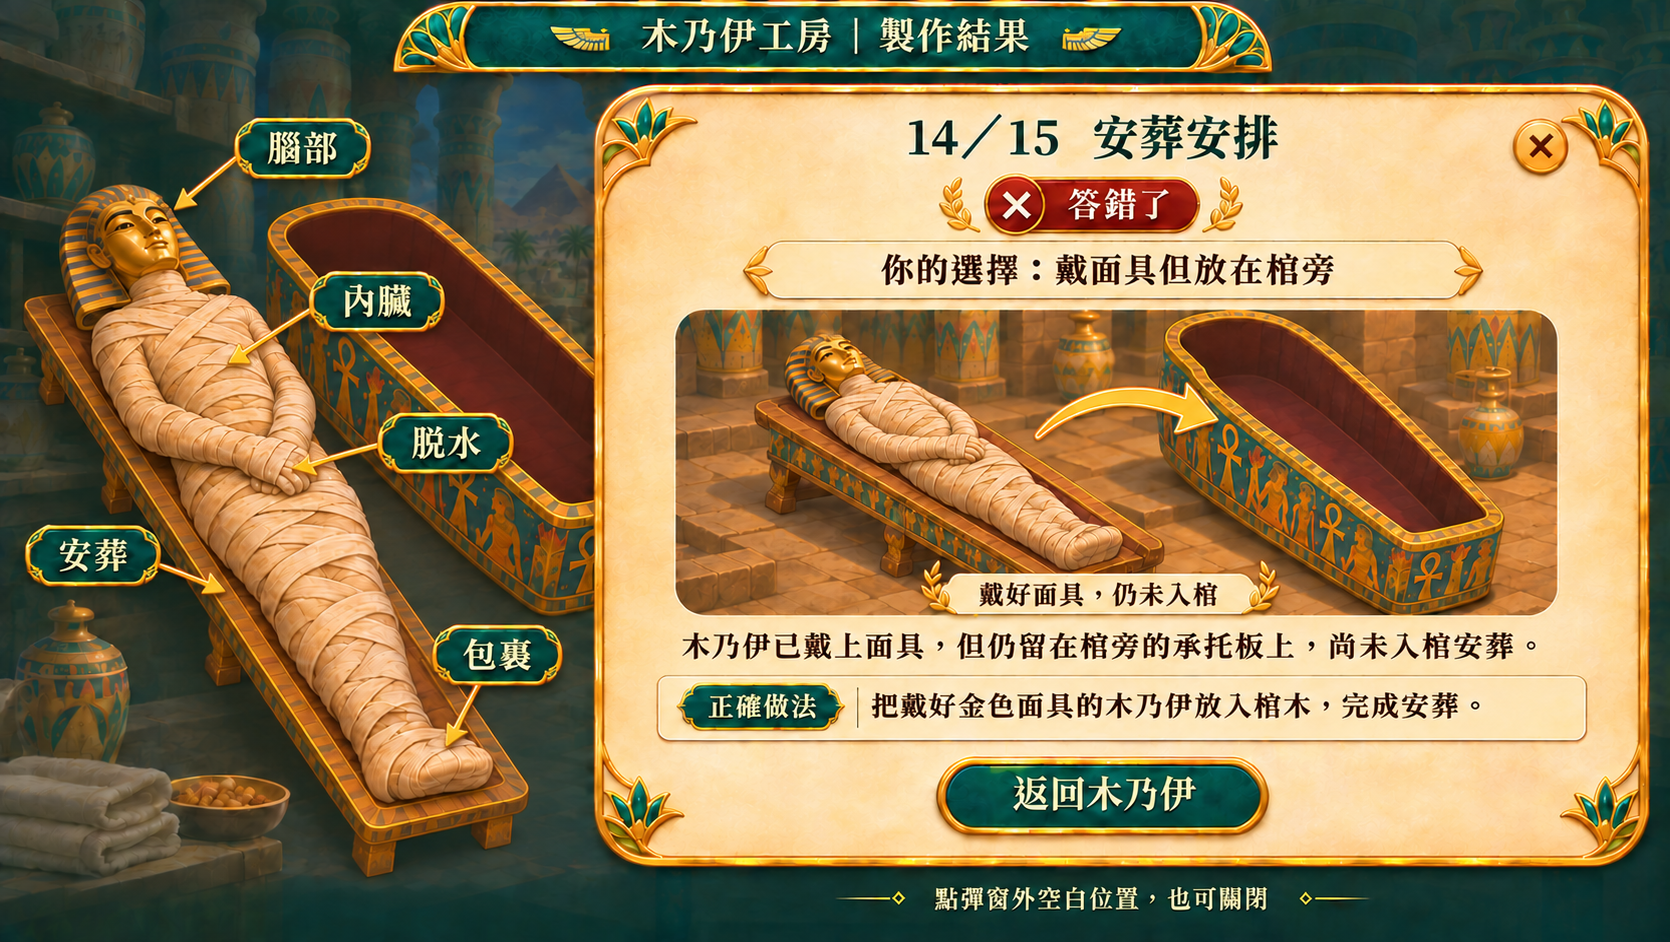 木乃伊工房｜製作結果
腦部
內臟
脫水
安葬
包裹
14／15 安葬安排
答錯了
你的選擇：戴面具但放在棺旁
戴好面具，仍未入棺
木乃伊已戴上面具，但仍留在棺旁的承托板上，尚未入棺安葬。
正確做法 把戴好金色面具的木乃伊放入棺木，完成安葬。
返回木乃伊
點彈窗外空白位置，也可關閉